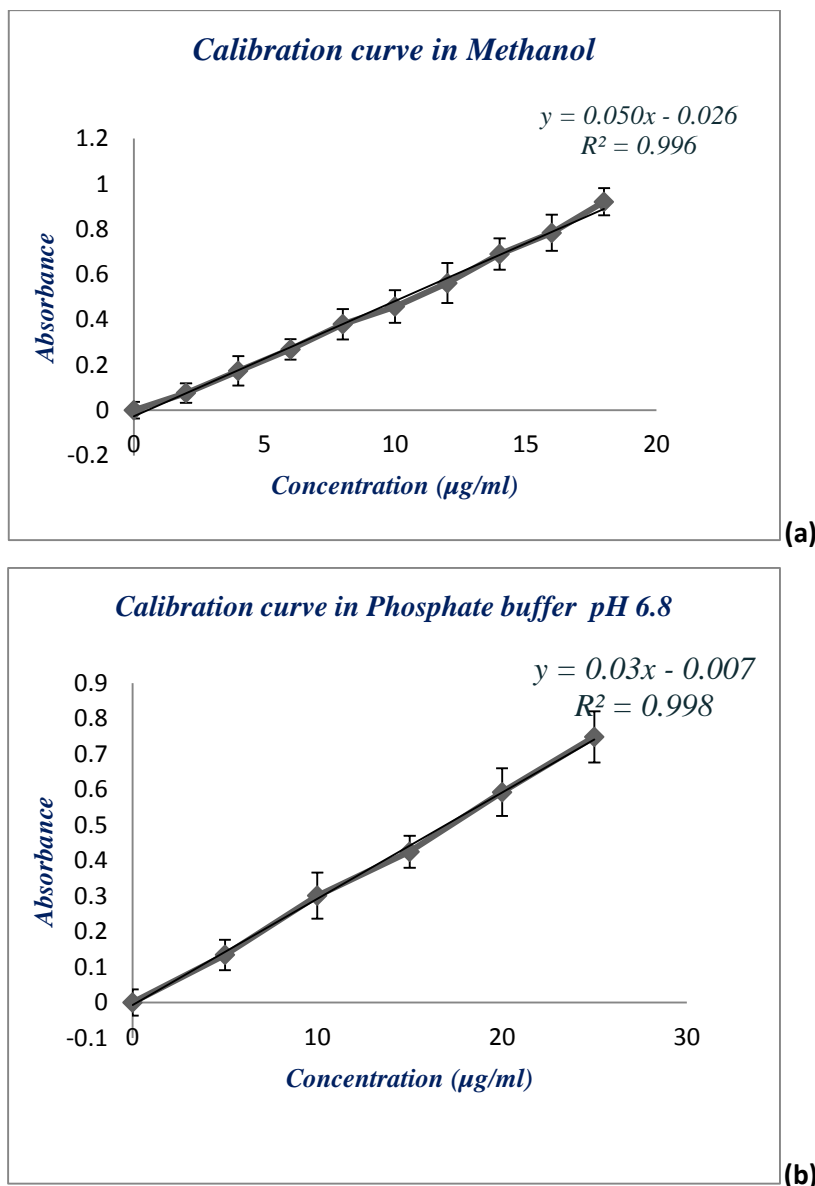 Calibration curve in Methanol
y = 0.050x - 0.026
R² = 0.996
1.2
1
0.8
0.6
0.4
0.2
0
-0.2
Absorbance
0 5 10 15 20
Concentration (µg/ml)
(a)
Calibration curve in Phosphate buffer pH 6.8
y = 0.03x - 0.007
R² = 0.998
0.9
0.8
0.7
0.6
0.5
0.4
0.3
0.2
0.1
0
-0.1
Absorbance
0 10 20 30
Concentration (µg/ml)
(b)